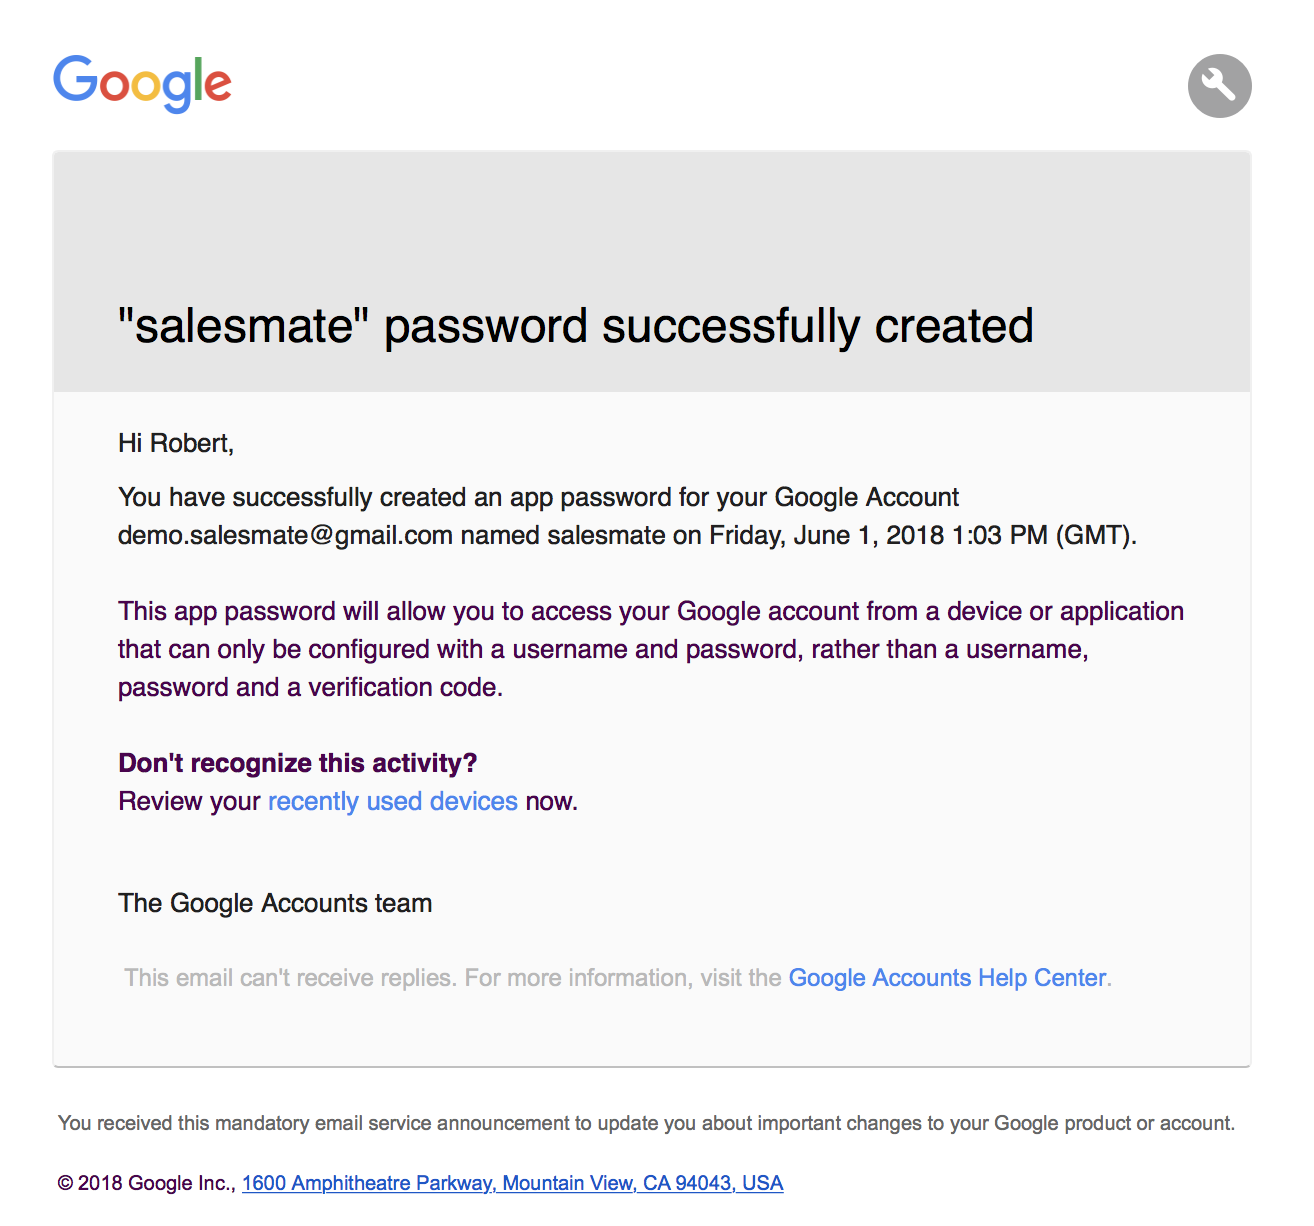 Google
"salesmate" password successfully created
Hi Robert,
You have successfully created an app password for your Google Account
demo.salesmate@gmail.com named salesmate on Friday, June 1, 2018 1:03 PM (GMT).
This app password will allow you to access your Google account from a device or application
that can only be configured with a username and password, rather than a username,
password and a verification code.
Don't recognize this activity?
Review your recently used devices now.
The Google Accounts team
This email can't receive replies. For more information, visit the Google Accounts Help Center.
You received this mandatory email service announcement to update you about important changes to your Google product or account.
© 2018 Google Inc., 1600 Amphitheatre Parkway, Mountain View, CA 94043, USA